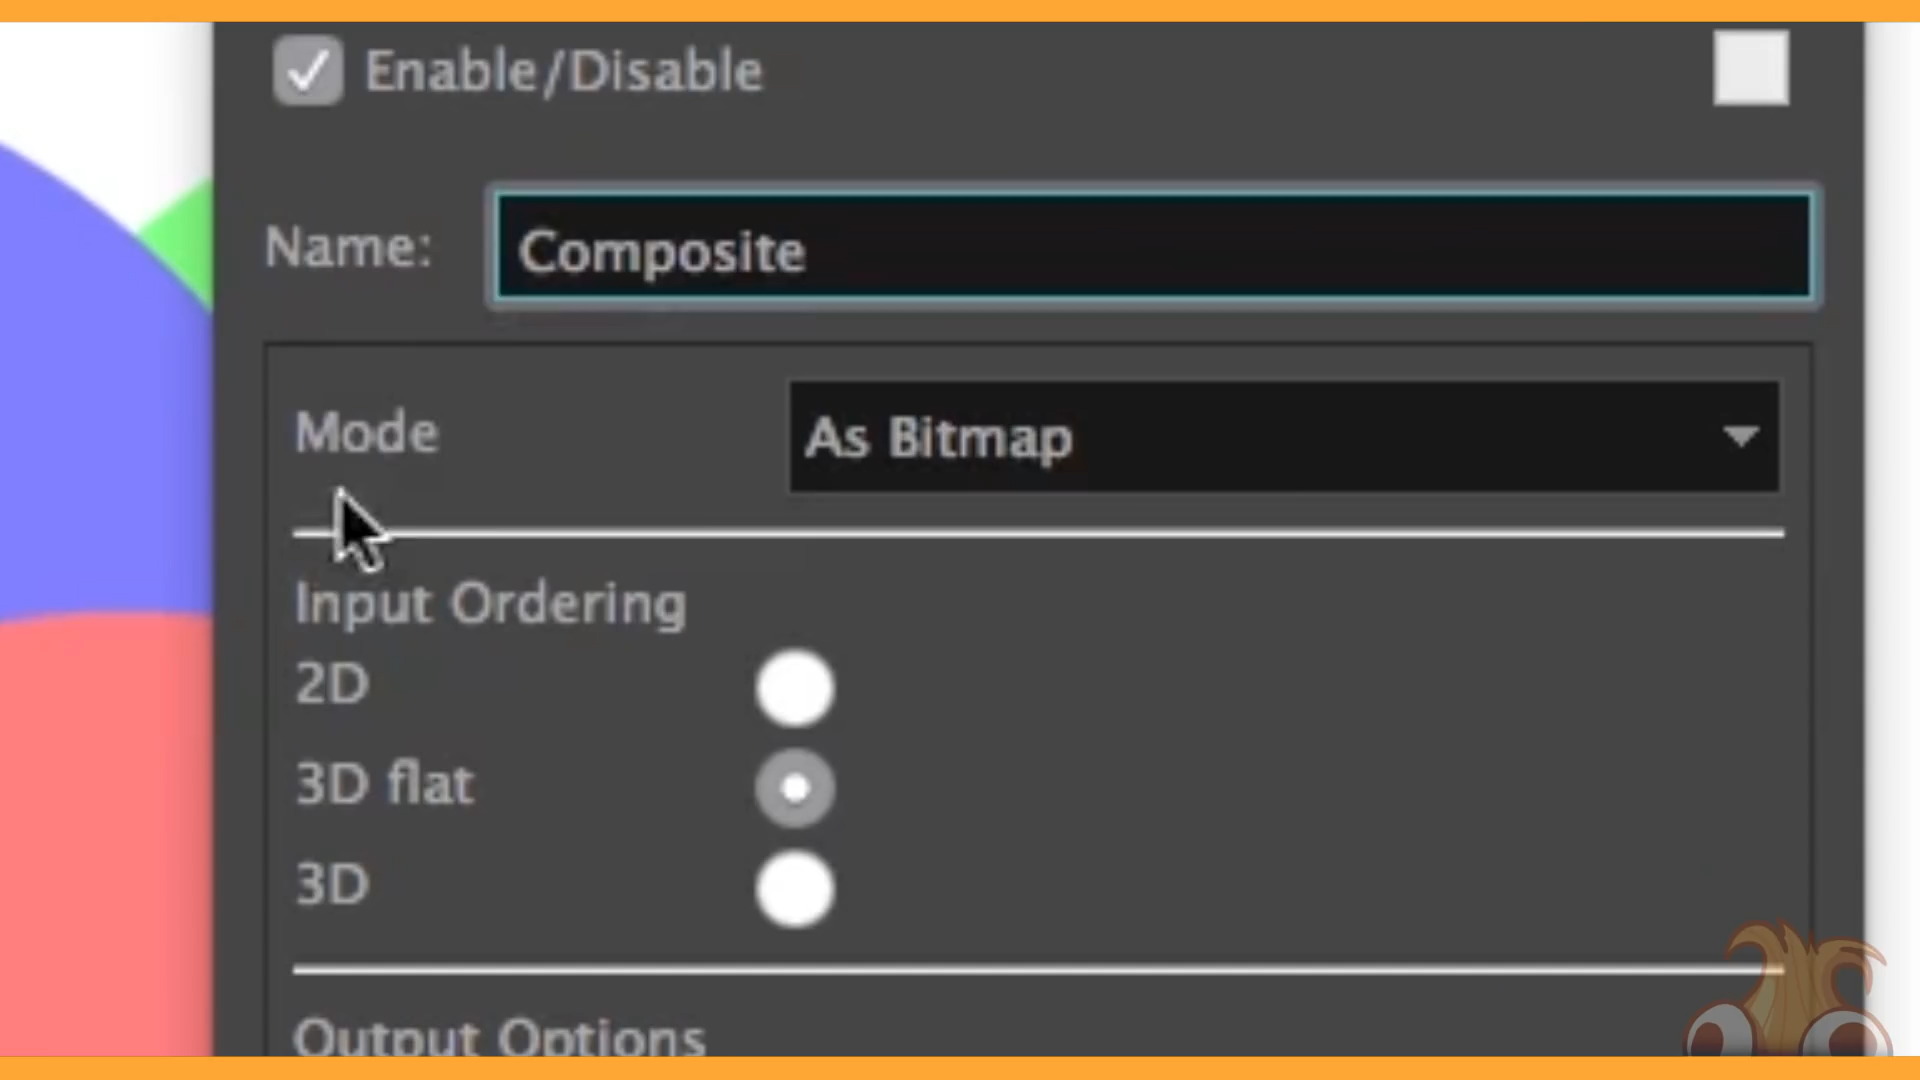 Enable/Disable
Name: Composite
Mode As Bitmap
Input Ordering
2D
3D flat
3D
Output Options